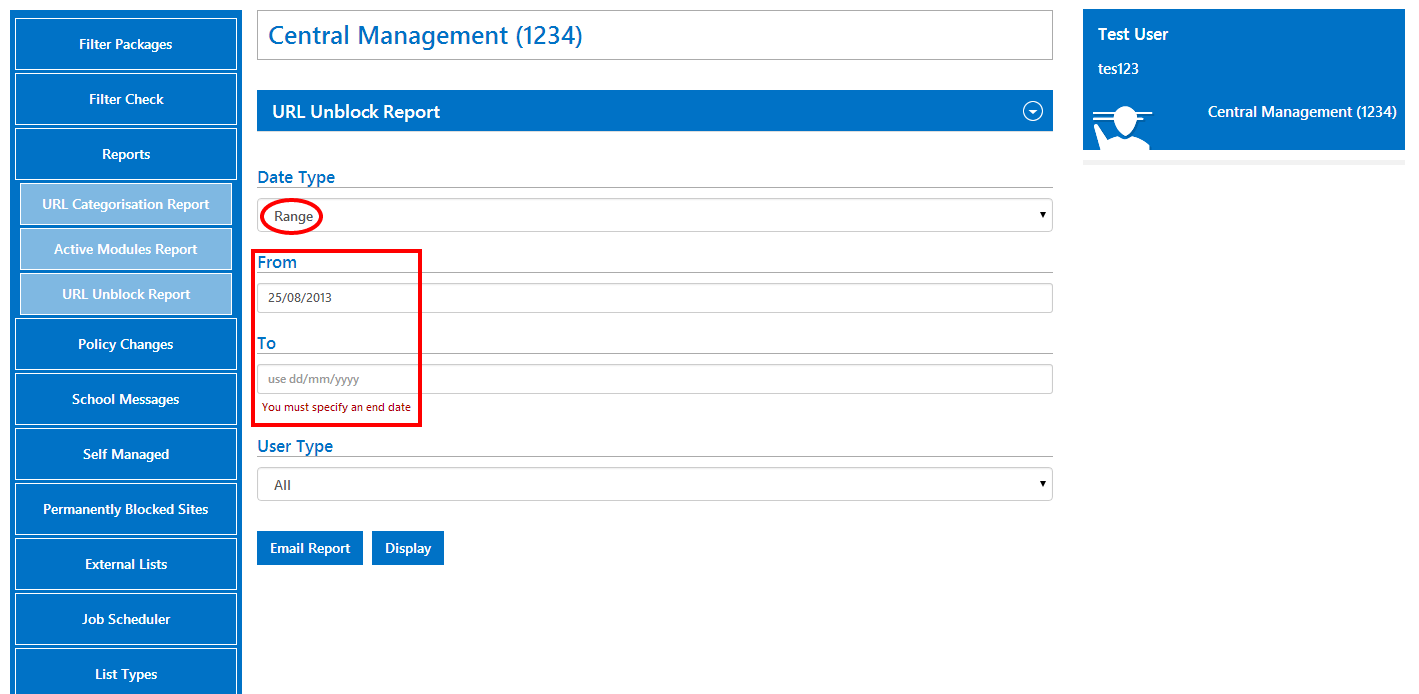 Filter Packages
Filter Check
Reports
URL Categorisation Report
Active Modules Report
URL Unblock Report
Policy Changes
School Messages
Self Managed
Permanently Blocked Sites
External Lists
Job Scheduler
List Types
Central Management (1234)
URL Unblock Report
Date Type
Range
From
25/08/2013
To
use dd/mm/yyyy
You must specify an end date
User Type
All
Email Report
Display
Test User
tes123
Central Management (1234)